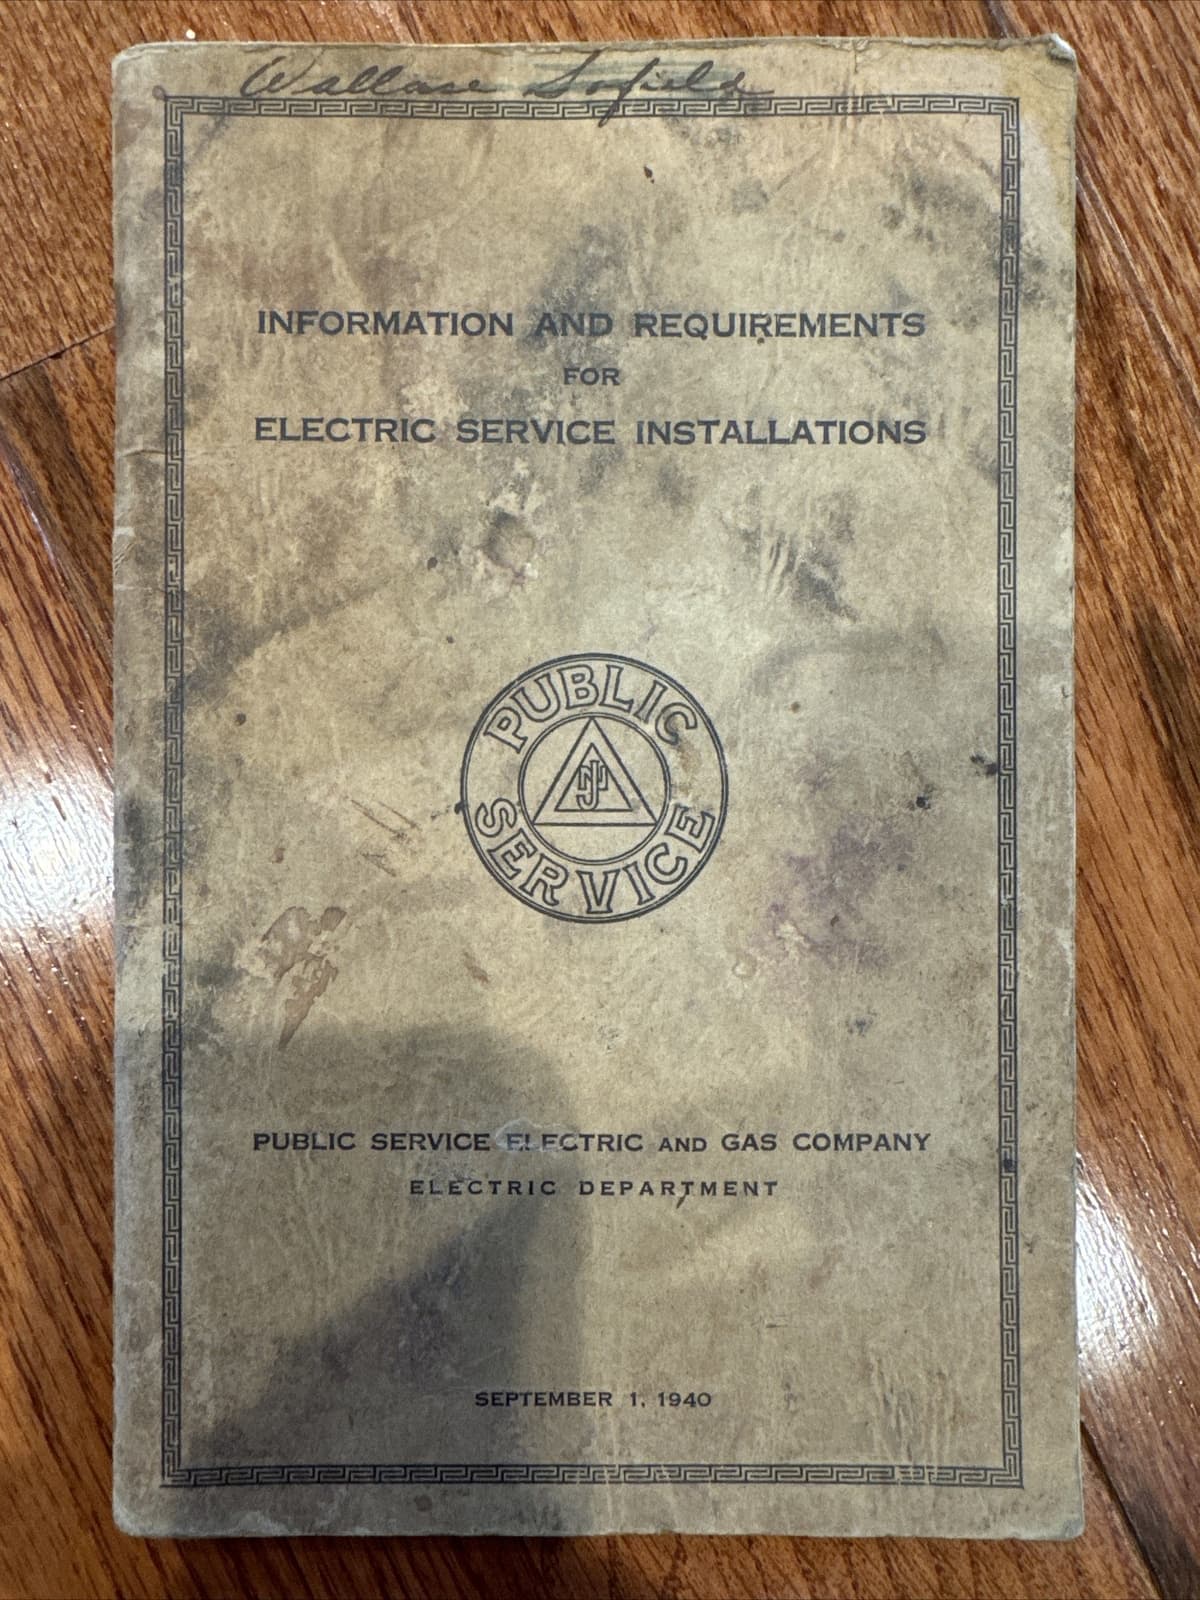 Wallace Sofield
INFORMATION AND REQUIREMENTS
FOR
ELECTRIC SERVICE INSTALLATIONS
PUBLIC
SERVICE
PUBLIC SERVICE ELECTRIC AND GAS COMPANY
ELECTRIC DEPARTMENT
SEPTEMBER 1, 1940